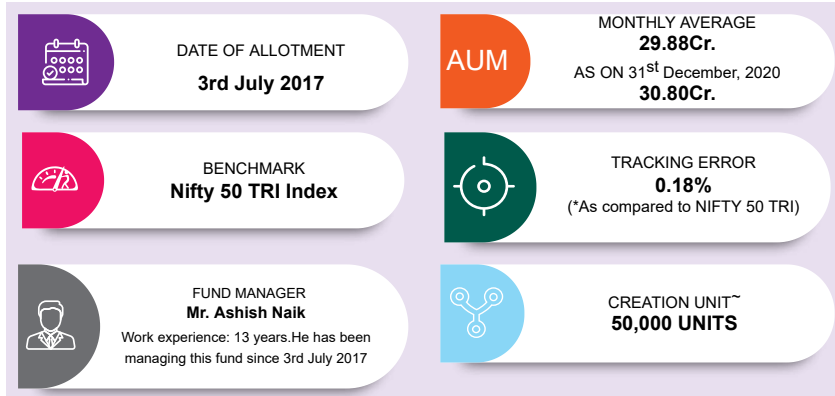 DATE OF ALLOTMENT
3rd July 2017
AUM
MONTHLY AVERAGE
29.88Cr.
AS ON 31st December, 2020
30.80Cr.
BENCHMARK
Nifty 50 TRI Index
TRACKING ERROR
0.18%
(*As compared to NIFTY 50 TRI)
FUND MANAGER
Mr. Ashish Naik
Work experience: 13 years.He has been
managing this fund since 3rd July 2017
CREATION UNIT~
50,000 UNITS